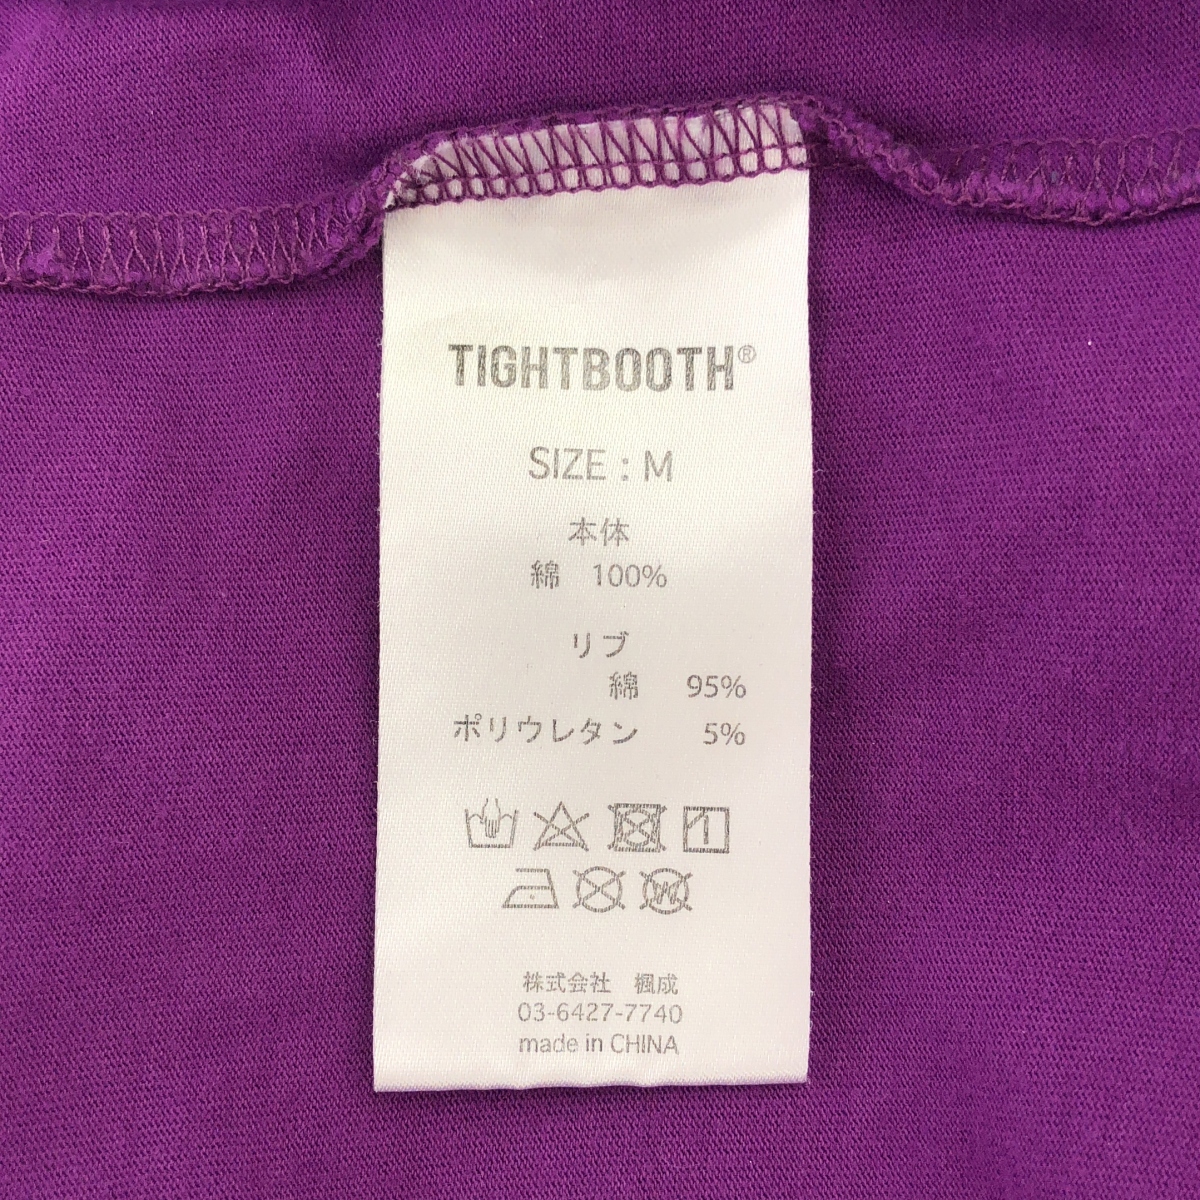 TIGHTBOOTH®
SIZE : M
本体
綿 100%
リブ
綿 95%
ポリウレタン 5%
株式会社 楓成
03-6427-7740
made in CHINA